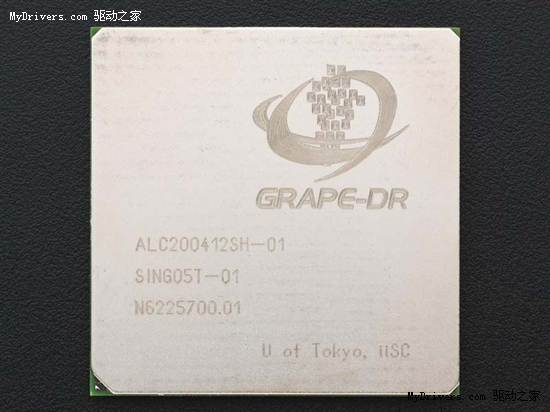 MyDrivers.com 驱动之家
GRAPE-DR
ALC200412SH-01
SING05T-01
N6225700.01
U of Tokyo, iiSC
MyDrivers.com 驱动之家